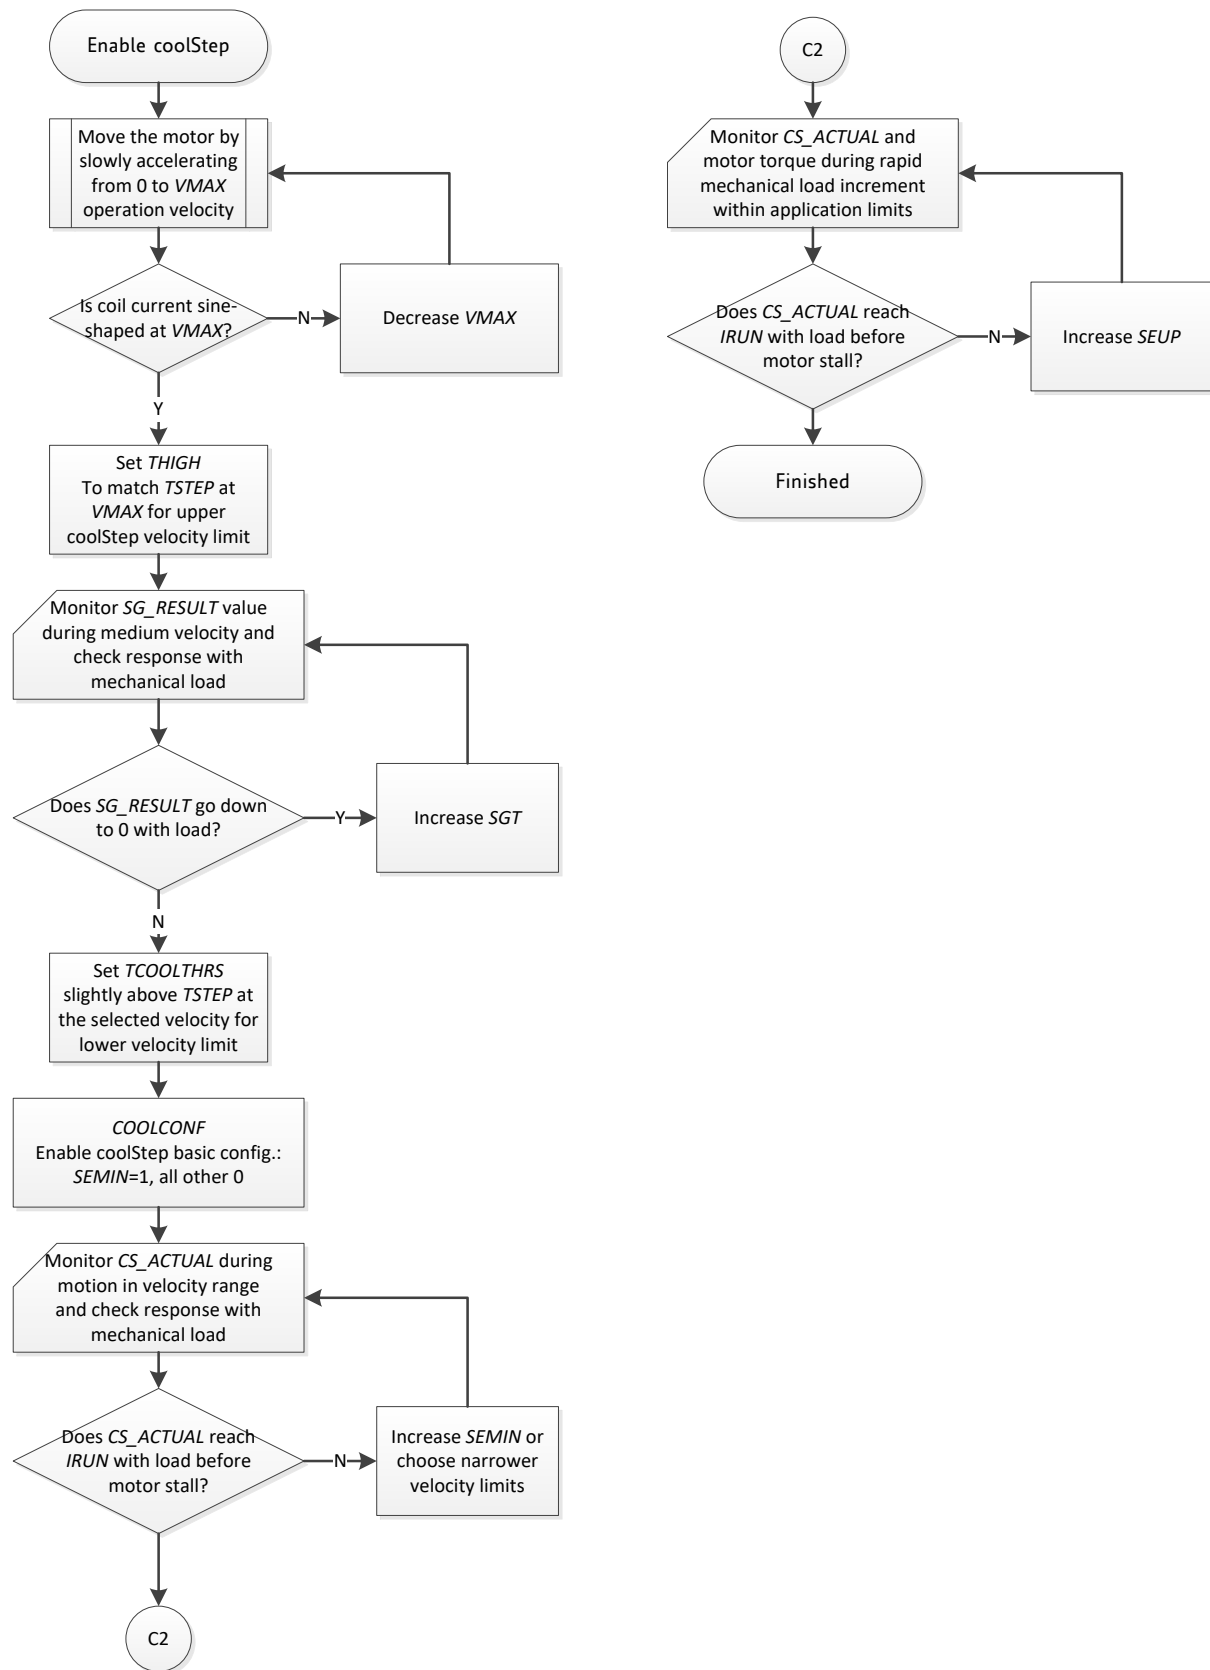 Enable coolStep
Move the motor by
slowly accelerating
from 0 to VMAX
operation velocity
Is coil current sine-
shaped at VMAX?
N
Decrease VMAX
Y
Set THIGH
To match TSTEP at
VMAX for upper
coolStep velocity limit
Monitor SG_RESULT value
during medium velocity and
check response with
mechanical load
Does SG_RESULT go down
to 0 with load?
Y
Increase SGT
N
Set TCOOLTHRS
slightly above TSTEP at
the selected velocity for
lower velocity limit
COOLCONF
Enable coolStep basic config.:
SEMIN=1, all other 0
Monitor CS_ACTUAL during
motion in velocity range
and check response with
mechanical load
Does CS_ACTUAL reach
IRUN with load before
motor stall?
N
Increase SEMIN or
choose narrower
velocity limits
C2
C2
Monitor CS_ACTUAL and
motor torque during rapid
mechanical load increment
within application limits
Does CS_ACTUAL reach
IRUN with load before
motor stall?
N
Increase SEUP
Finished